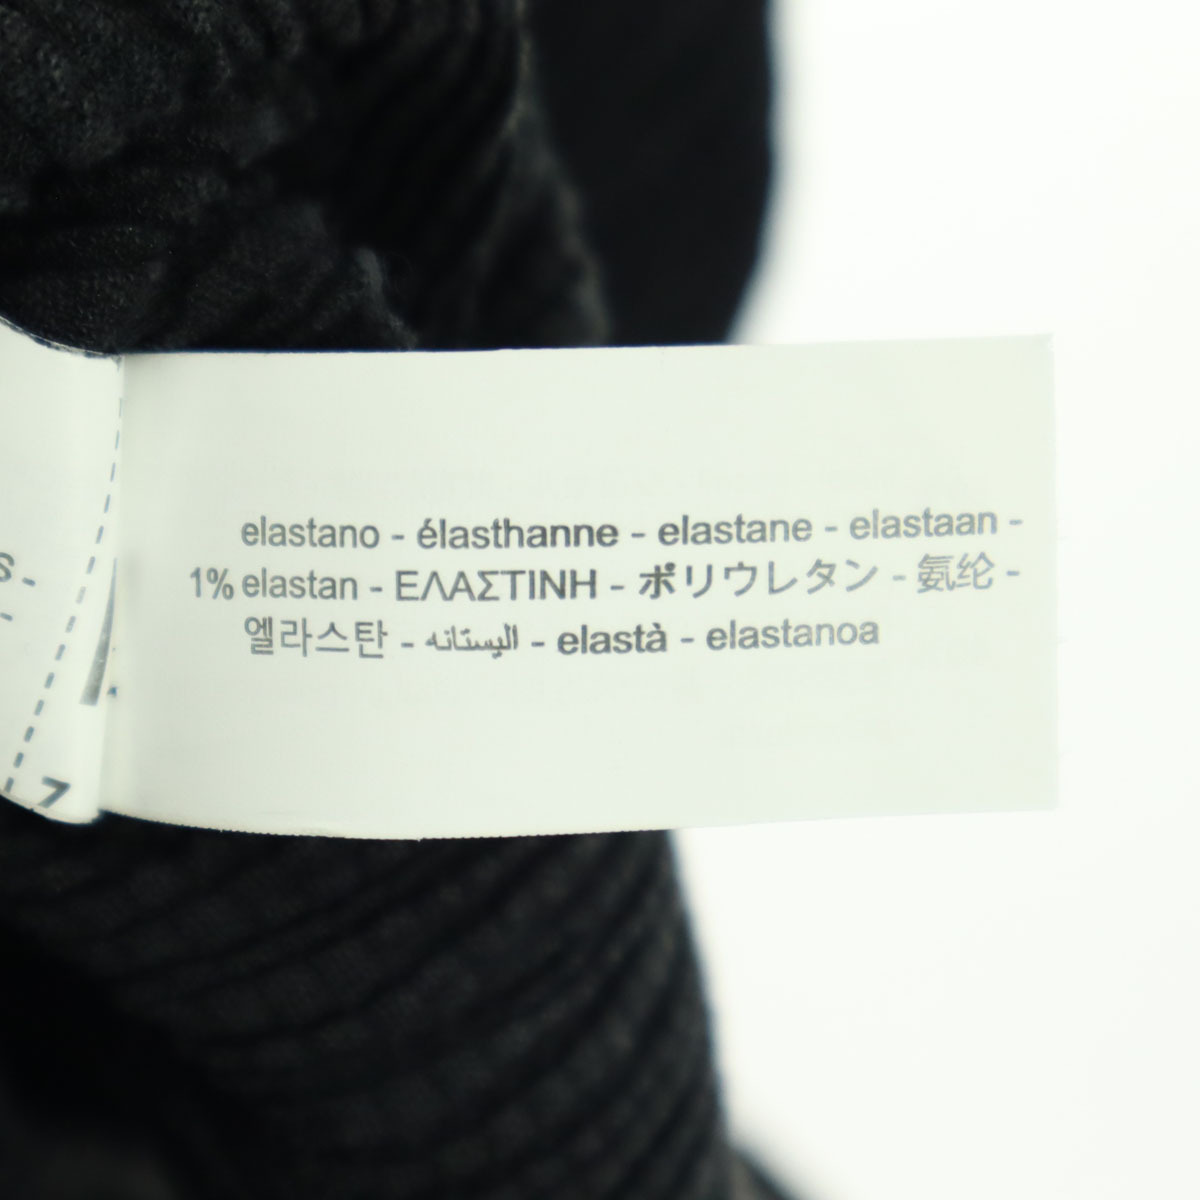 elastano - élasthanne - elastane - elastaan -
1% elastan - ΕΛΑΣΤΙΝΗ - ポリウレタン - 氨纶 -
엘라스탄 - اليستانه - elastà - elastanoa